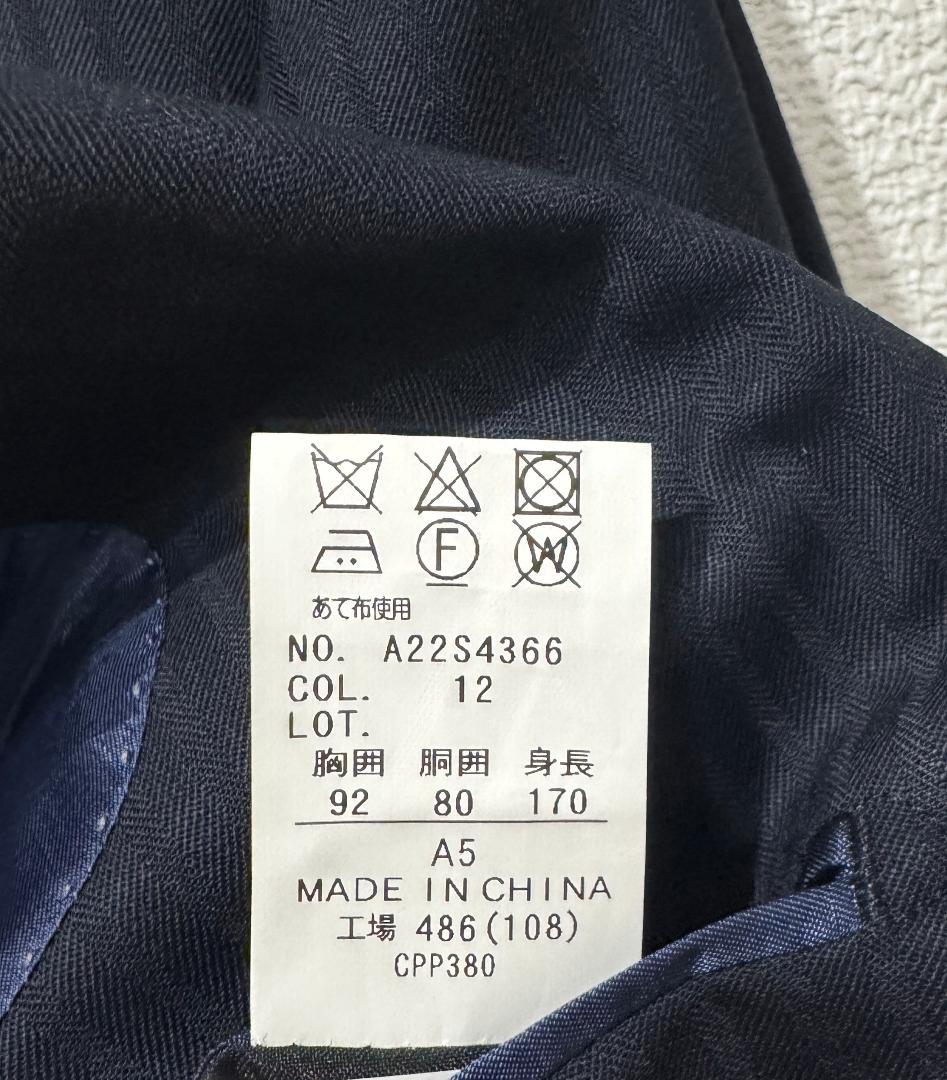 F W
あて布使用
NO. A22S4366
COL. 12
LOT.
胸囲 胴囲 身長
92 80 170
A5
MADE IN CHINA
工場 486(108)
CPP380